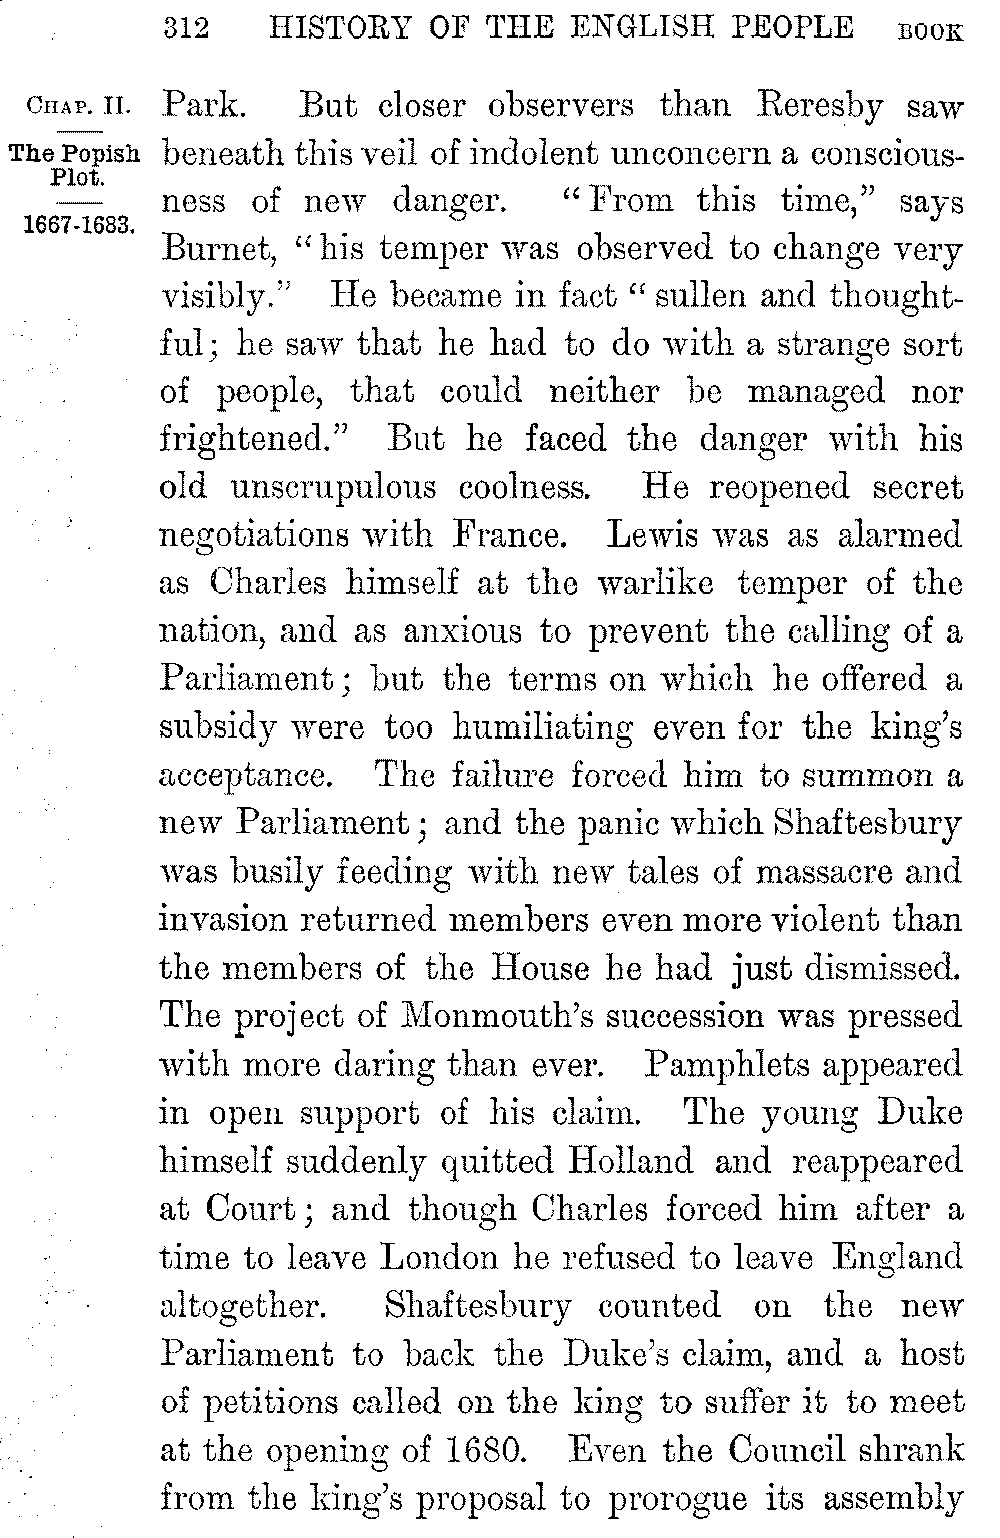 312 HISTORY OF THE ENGLISH PEOPLE BOOK
CHAP. II.
The Popish
Plot.
1667-1683.
Park. But closer observers than Reresby saw
beneath this veil of indolent unconcern a conscious-
ness of new danger. "From this time," says
Burnet, "his temper was observed to change very
visibly." He became in fact "sullen and thought-
ful; he saw that he had to do with a strange sort
of people, that could neither be managed nor
frightened." But he faced the danger with his
old unscrupulous coolness. He reopened secret
negotiations with France. Lewis was as alarmed
as Charles himself at the warlike temper of the
nation, and as anxious to prevent the calling of a
Parliament; but the terms on which he offered a
subsidy were too humiliating even for the king's
acceptance. The failure forced him to summon a
new Parliament; and the panic which Shaftesbury
was busily feeding with new tales of massacre and
invasion returned members even more violent than
the members of the House he had just dismissed.
The project of Monmouth's succession was pressed
with more daring than ever. Pamphlets appeared
in open support of his claim. The young Duke
himself suddenly quitted Holland and reappeared
at Court; and though Charles forced him after a
time to leave London he refused to leave England
altogether. Shaftesbury counted on the new
Parliament to back the Duke's claim, and a host
of petitions called on the king to suffer it to meet
at the opening of 1680. Even the Council shrank
from the king's proposal to prorogue its assembly